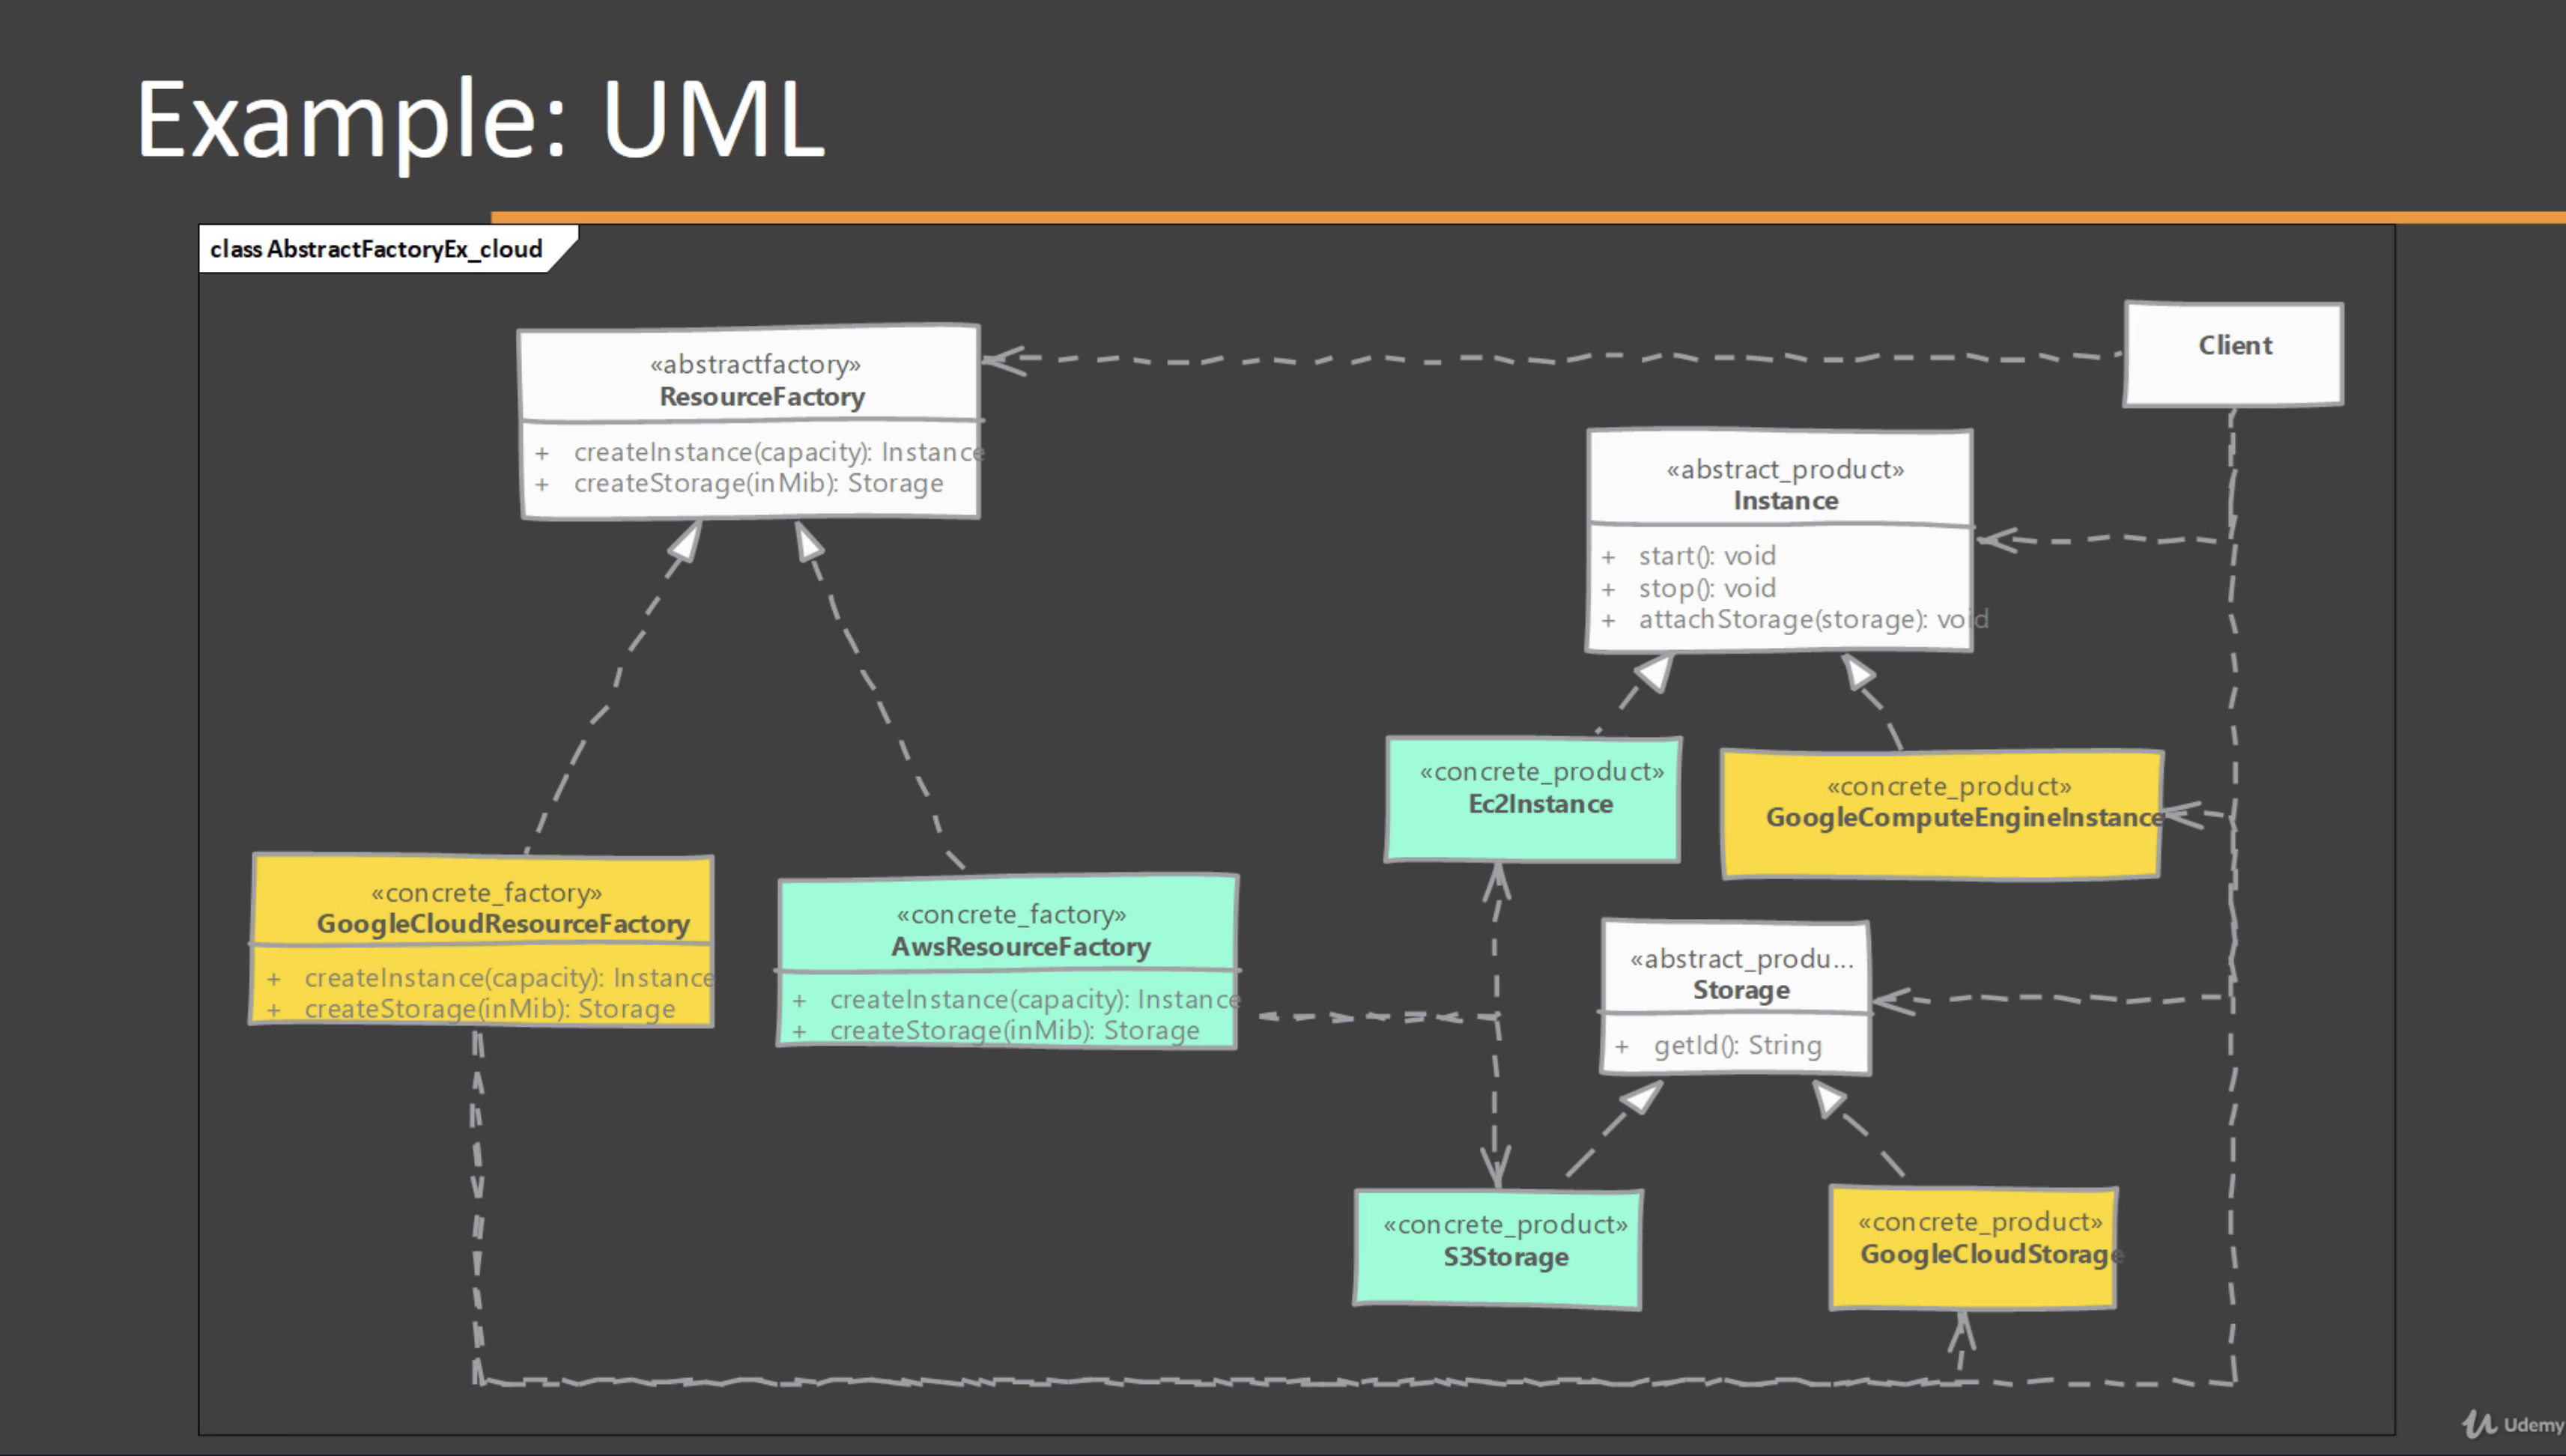 Example: UML
class AbstractFactoryEx_cloud
Client
«abstractfactory»
ResourceFactory
+ createInstance(capacity): Instance
+ createStorage(inMib): Storage
«abstract_product»
Instance
+ start(): void
+ stop(): void
+ attachStorage(storage): void
«concrete_product»
Ec2Instance
«concrete_product»
GoogleComputeEngineInstance
«concrete_factory»
GoogleCloudResourceFactory
+ createInstance(capacity): Instance
+ createStorage(inMib): Storage
«concrete_factory»
AwsResourceFactory
+ createInstance(capacity): Instance
+ createStorage(inMib): Storage
«abstract_produ...
Storage
+ getId(): String
«concrete_product»
S3Storage
«concrete_product»
GoogleCloudStorage
Udemy